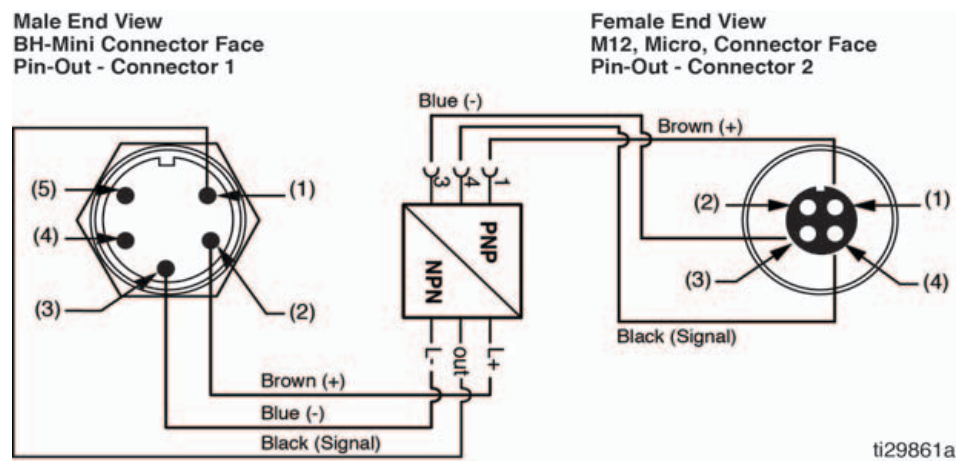 Male End View
BH-Mini Connector Face
Pin-Out - Connector 1
Female End View
M12, Micro, Connector Face
Pin-Out - Connector 2
Blue (-)
Brown (+)
3
4
1
(5)
(1)
(4)
(3)
(2)
PNP
NPN
(2)
(1)
(3)
(4)
Black (Signal)
L-
out
L+
Brown (+)
Blue (-)
Black (Signal)
ti29861a